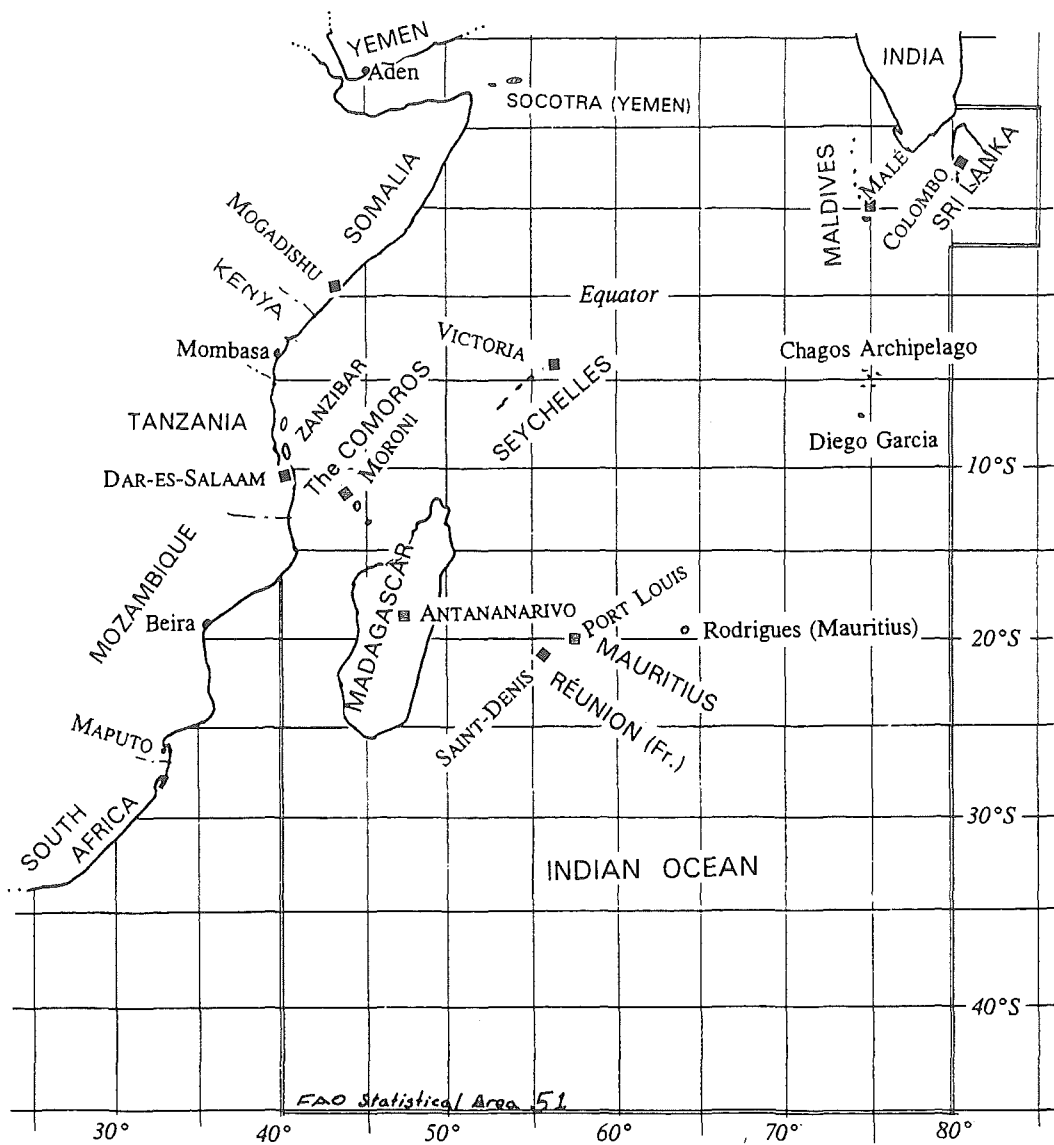 YEMEN
Aden
SOCOTRA (YEMEN)
INDIA
SOMALIA
MOGADISHU
KENYA
MALDIVES
MALÉ
COLOMBO
SRI LANKA
Equator
Mombasa
VICTORIA
SEYCHELLES
Chagos Archipelago
TANZANIA
ZANZIBAR
The COMOROS
MORONI
Diego Garcia
DAR-ES-SALAAM
10°S
MOZAMBIQUE
MADAGASCAR
ANTANANARIVO
PORT LOUIS
Beira
Rodrigues (Mauritius)
20°S
MAURITIUS
SAINT-DENIS
RÉUNION (Fr.)
MAPUTO
SOUTH
AFRICA
30°S
INDIAN OCEAN
40°S
FAO Statistical Area 51
30° 40° 50° 60° 70° 80°